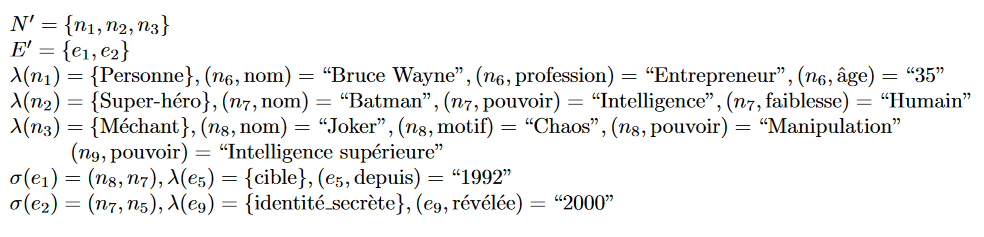 N′ = {n₁, n₂, n₃}
E′ = {e₁, e₂}
λ(n₁) = {Personne}, (n₆, nom) = “Bruce Wayne”, (n₆, profession) = “Entrepreneur”, (n₆, âge) = “35”
λ(n₂) = {Super-héro}, (n₇, nom) = “Batman”, (n₇, pouvoir) = “Intelligence”, (n₇, faiblesse) = “Humain”
λ(n₃) = {Méchant}, (n₈, nom) = “Joker”, (n₈, motif) = “Chaos”, (n₈, pouvoir) = “Manipulation”
(n₉, pouvoir) = “Intelligence supérieure”
σ(e₁) = (n₈, n₇), λ(e₅) = {cible}, (e₅, depuis) = “1992”
σ(e₂) = (n₇, n₅), λ(e₉) = {identité_secrète}, (e₉, révélée) = “2000”